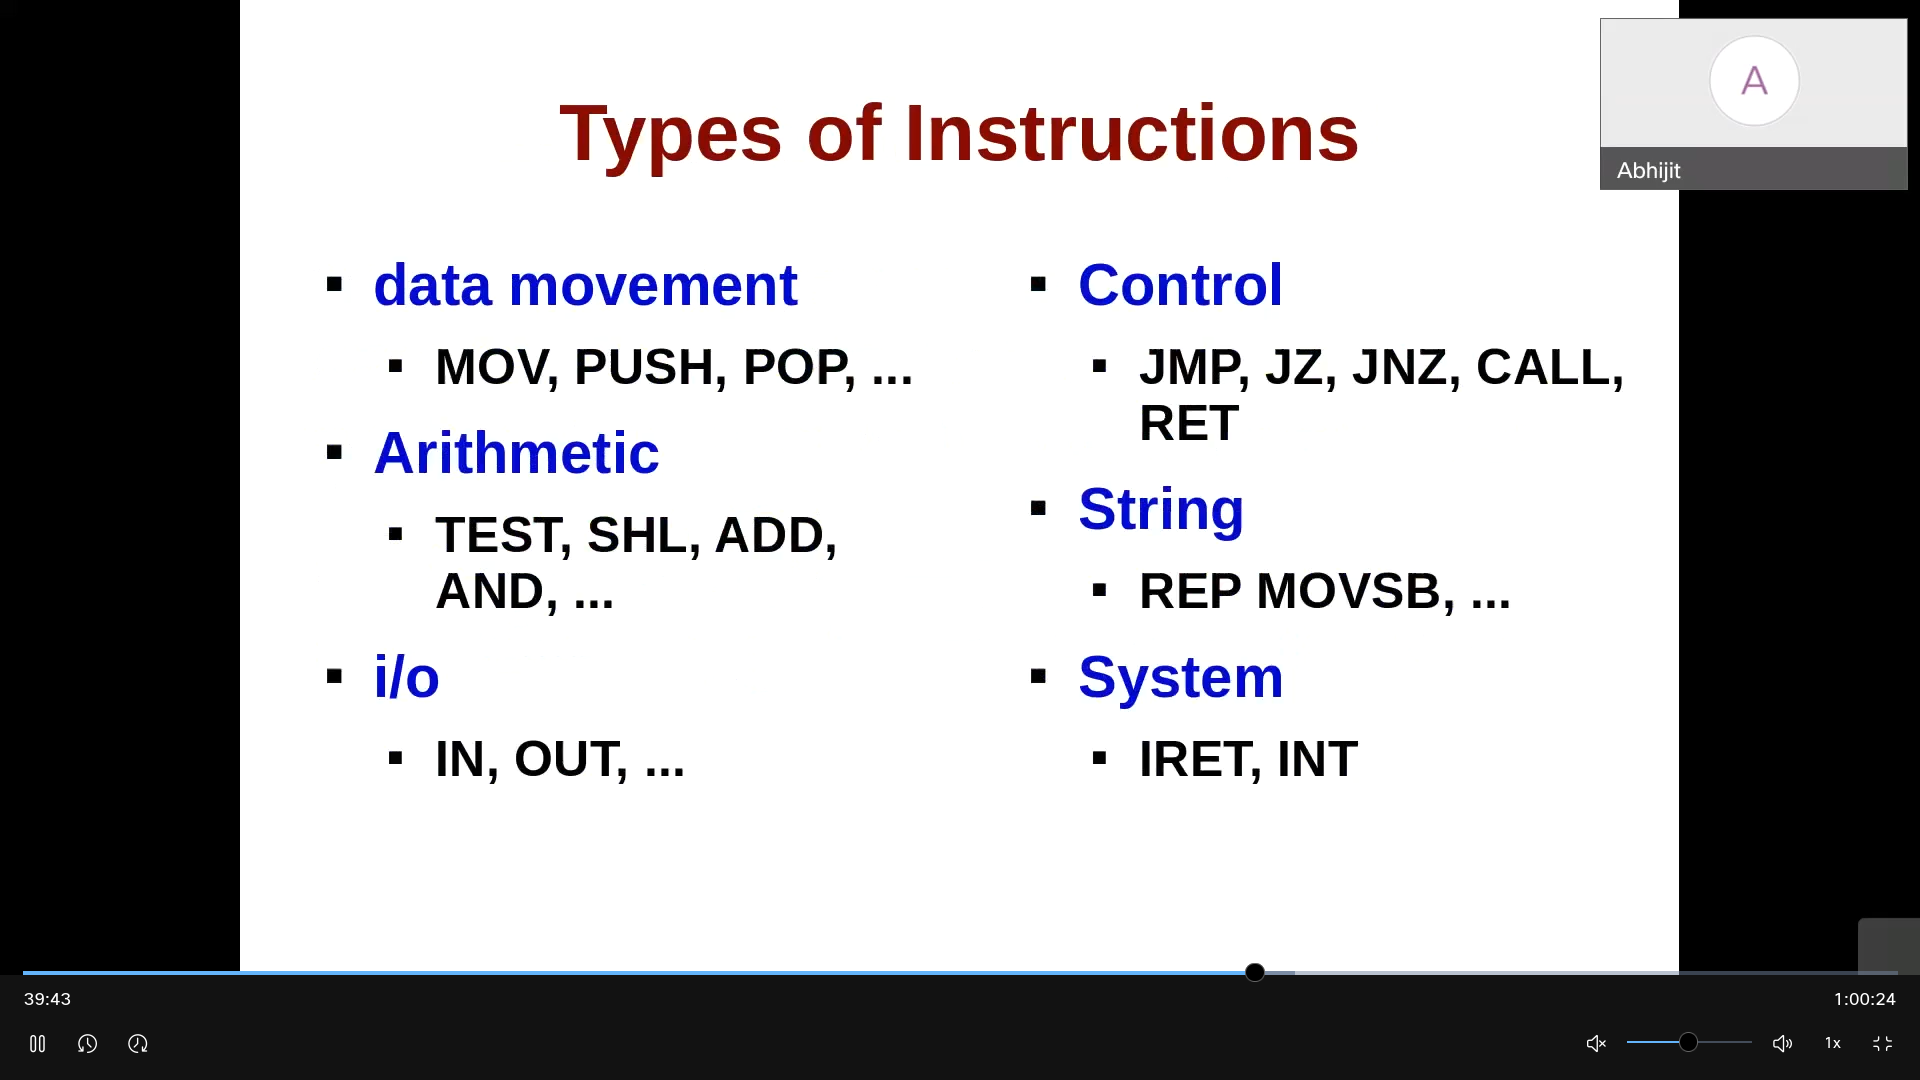 Types of Instructions
A
Abhijit
▪ data movement
▪ MOV, PUSH, POP, ...
▪ Arithmetic
▪ TEST, SHL, ADD,
AND, ...
▪ i/o
▪ IN, OUT, ...
▪ Control
▪ JMP, JZ, JNZ, CALL,
RET
▪ String
▪ REP MOVSB, ...
▪ System
▪ IRET, INT
39:43
1:00:24
1x